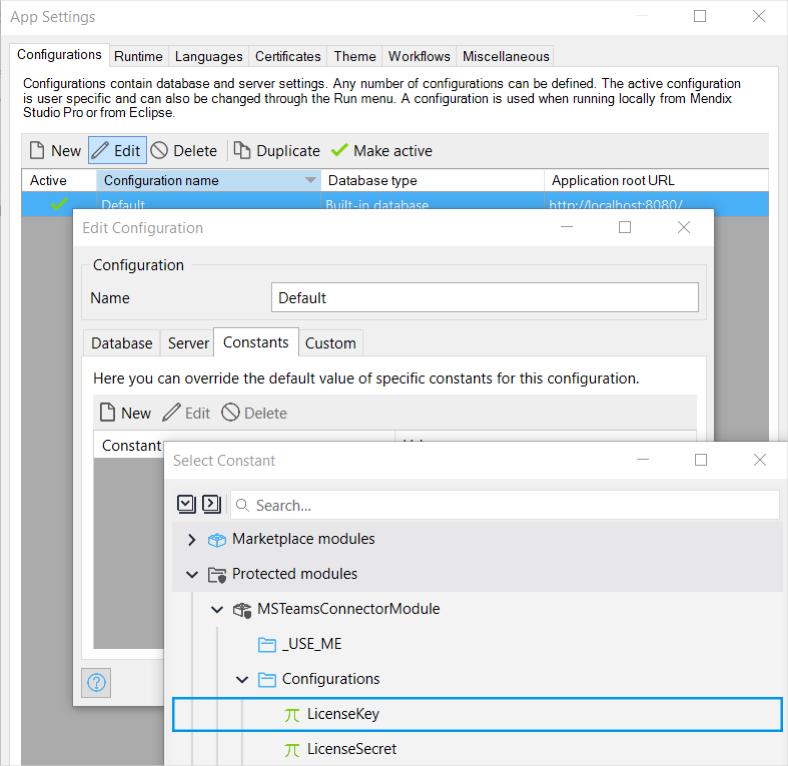 App Settings
Configurations Runtime Languages Certificates Theme Workflows Miscellaneous
Configurations contain database and server settings. Any number of configurations can be defined. The active configuration
is user specific and can also be changed through the Run menu. A configuration is used when running locally from Mendix
Studio Pro or from Eclipse.
New Edit Delete Duplicate Make active
Active Configuration name Database type Application root URL
Default Built-in database http://localhost:8080/
Edit Configuration
Configuration
Name Default
Database Server Constants Custom
Here you can override the default value of specific constants for this configuration.
New Edit Delete
Constant
Select Constant
Search...
Marketplace modules
Protected modules
MSTeamsConnectorModule
_USE_ME
Configurations
LicenseKey
LicenseSecret